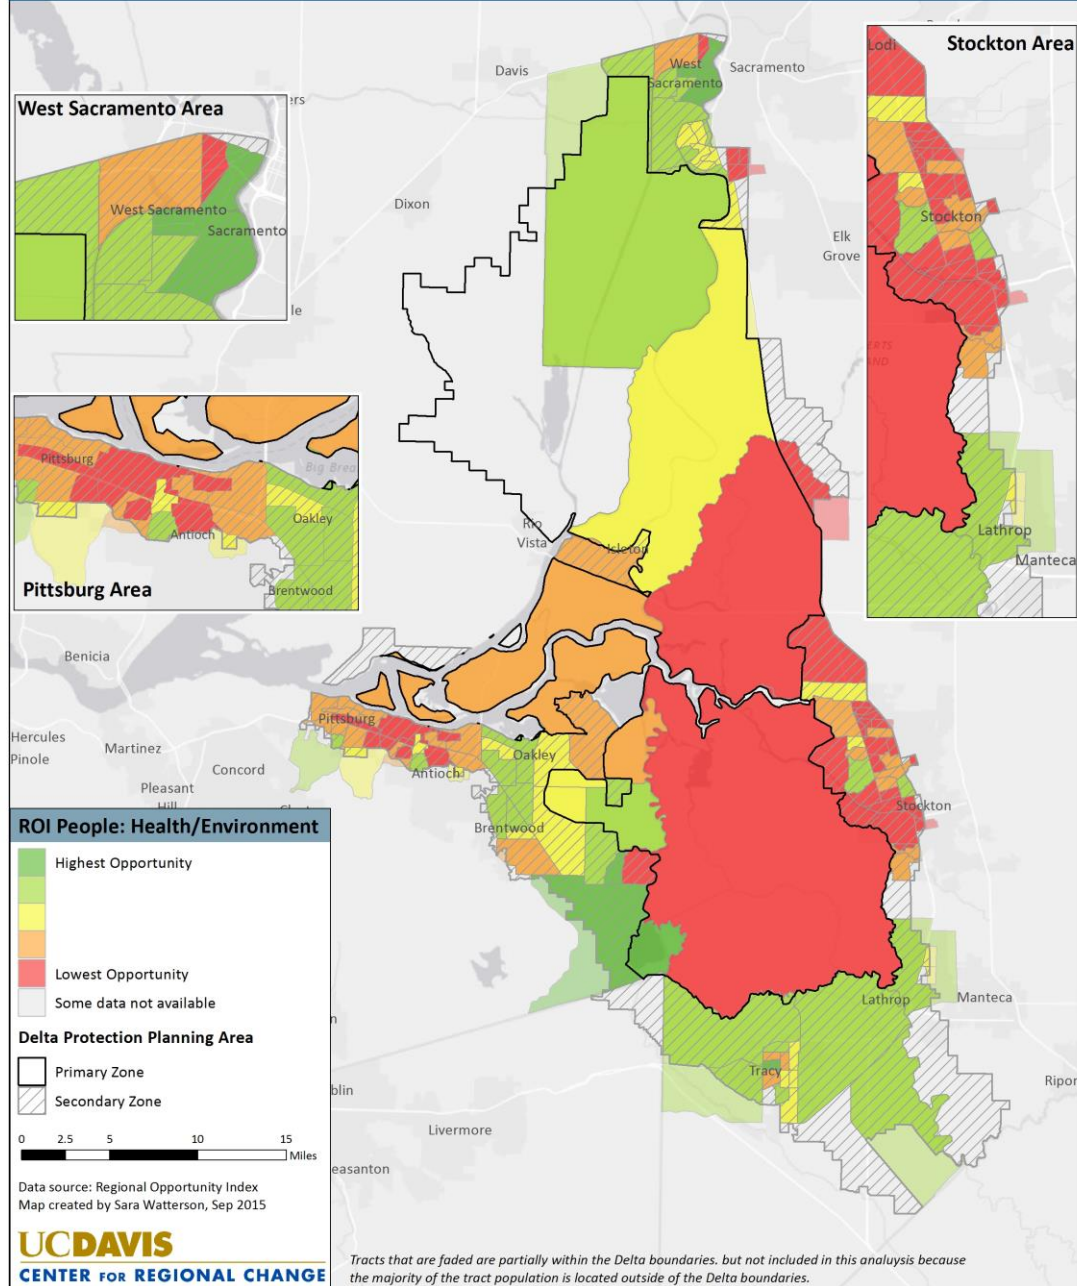 Stockton Area
Lodi
Davis
West
Sacramento
Sacramento
West Sacramento Area
West Sacramento
Sacramento
Dixon
Elk
Grove
Stockton
Lathrop
Manteca
Pittsburg
Oakley
Antioch
Brentwood
Pittsburg Area
Rio
Vista
Isleton
Benicia
Hercules
Pinole
Martinez
Concord
Pleasant
Hill
Pittsburg
Antioch
Oakley
Brentwood
Stockton
Lathrop
Manteca
Tracy
Livermore
ROI People: Health/Environment
Highest Opportunity
Lowest Opportunity
Some data not available
Delta Protection Planning Area
Primary Zone
Secondary Zone
0 2.5 5 10 15
Miles
Data source: Regional Opportunity Index
Map created by Sara Watterson, Sep 2015
UCDAVIS
CENTER FOR REGIONAL CHANGE
Tracts that are faded are partially within the Delta boundaries. but not included in this analuysis because
the majority of the tract population is located outside of the Delta boundaries.